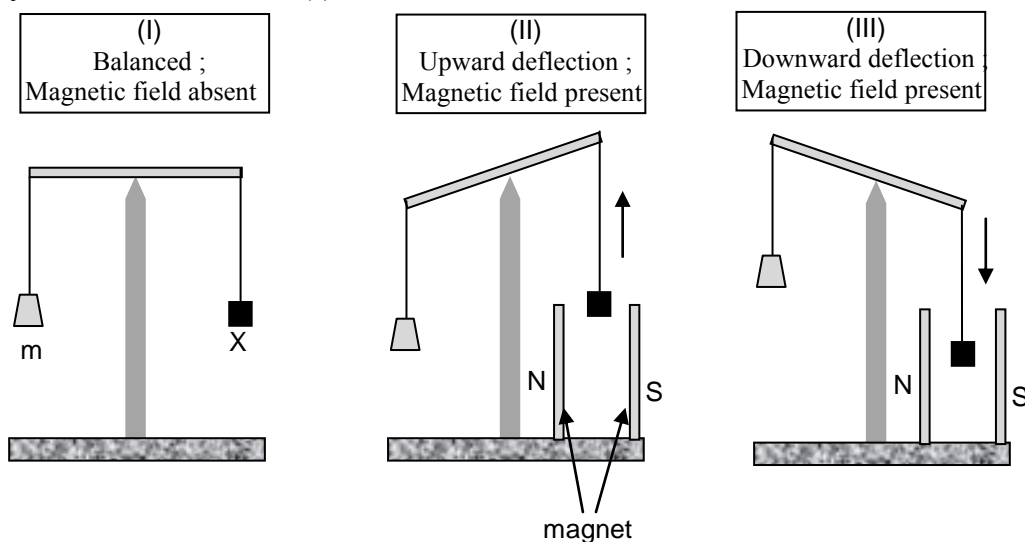 (I)
Balanced ;
Magnetic field absent
(II)
Upward deflection ;
Magnetic field present
(III)
Downward deflection ;
Magnetic field present
m
X
N
S
N
S
magnet